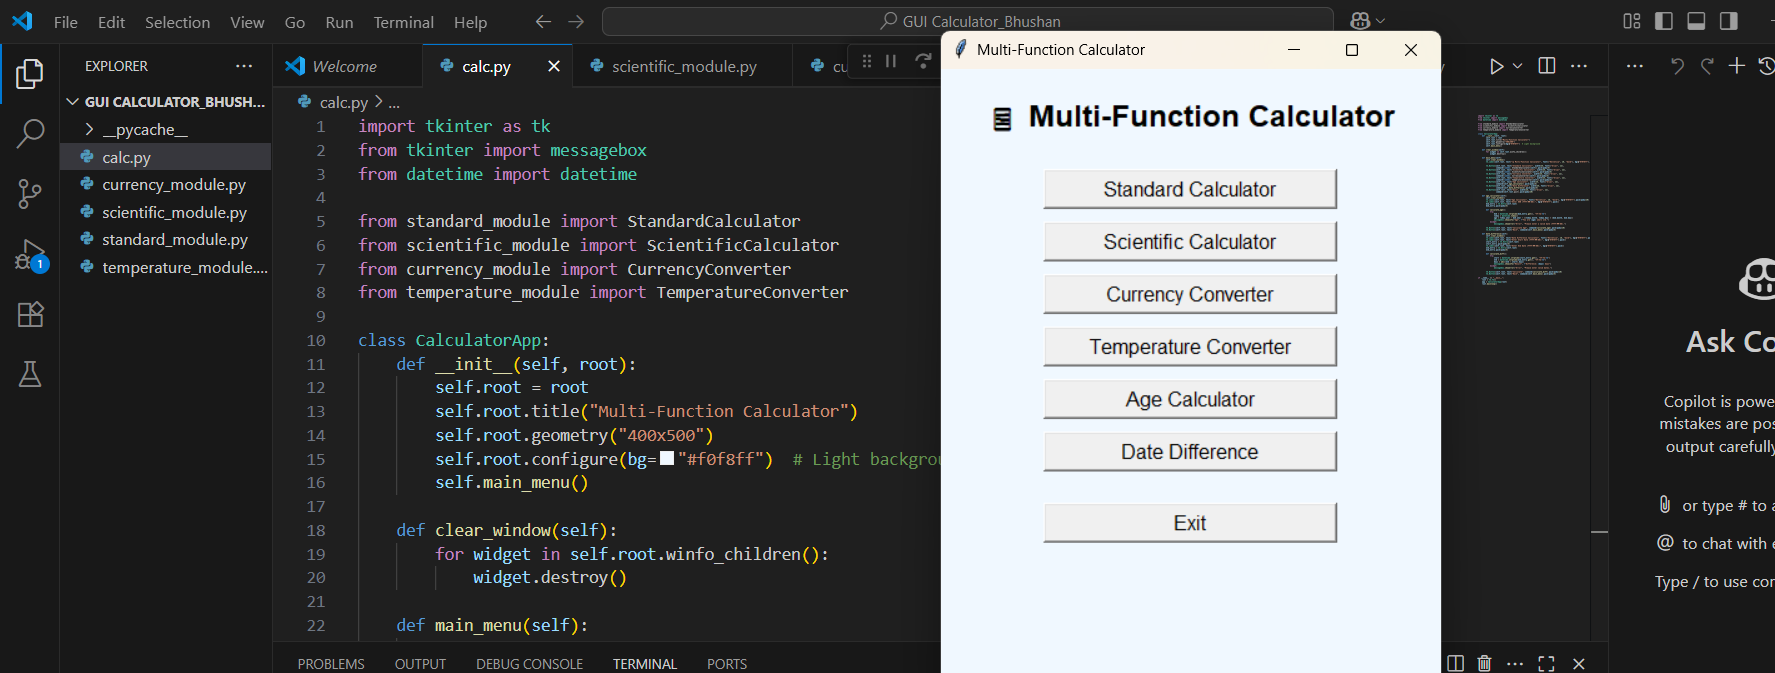 File Edit Selection View Go Run Terminal Help
GUI Calculator_Bhushan
EXPLORER
GUI CALCULATOR_BHUSH...
__pycache__
calc.py
currency_module.py
scientific_module.py
standard_module.py
temperature_module....
1
Welcome
calc.py
scientific_module.py
cu
calc.py > ...
1 import tkinter as tk
2 from tkinter import messagebox
3 from datetime import datetime
4
5 from standard_module import StandardCalculator
6 from scientific_module import ScientificCalculator
7 from currency_module import CurrencyConverter
8 from temperature_module import TemperatureConverter
9
10 class CalculatorApp:
11 def __init__(self, root):
12 self.root = root
13 self.root.title("Multi-Function Calculator")
14 self.root.geometry("400x500")
15 self.root.configure(bg="#f0f8ff") # Light backgrou
16 self.main_menu()
17
18 def clear_window(self):
19 for widget in self.root.winfo_children():
20 widget.destroy()
21
22 def main_menu(self):
PROBLEMS OUTPUT DEBUG CONSOLE TERMINAL PORTS
Multi-Function Calculator
Multi-Function Calculator
Standard Calculator
Scientific Calculator
Currency Converter
Temperature Converter
Age Calculator
Date Difference
Exit
Ask Co
Copilot is powe
mistakes are pos
output carefully
or type # to a
@ to chat with e
Type / to use cor